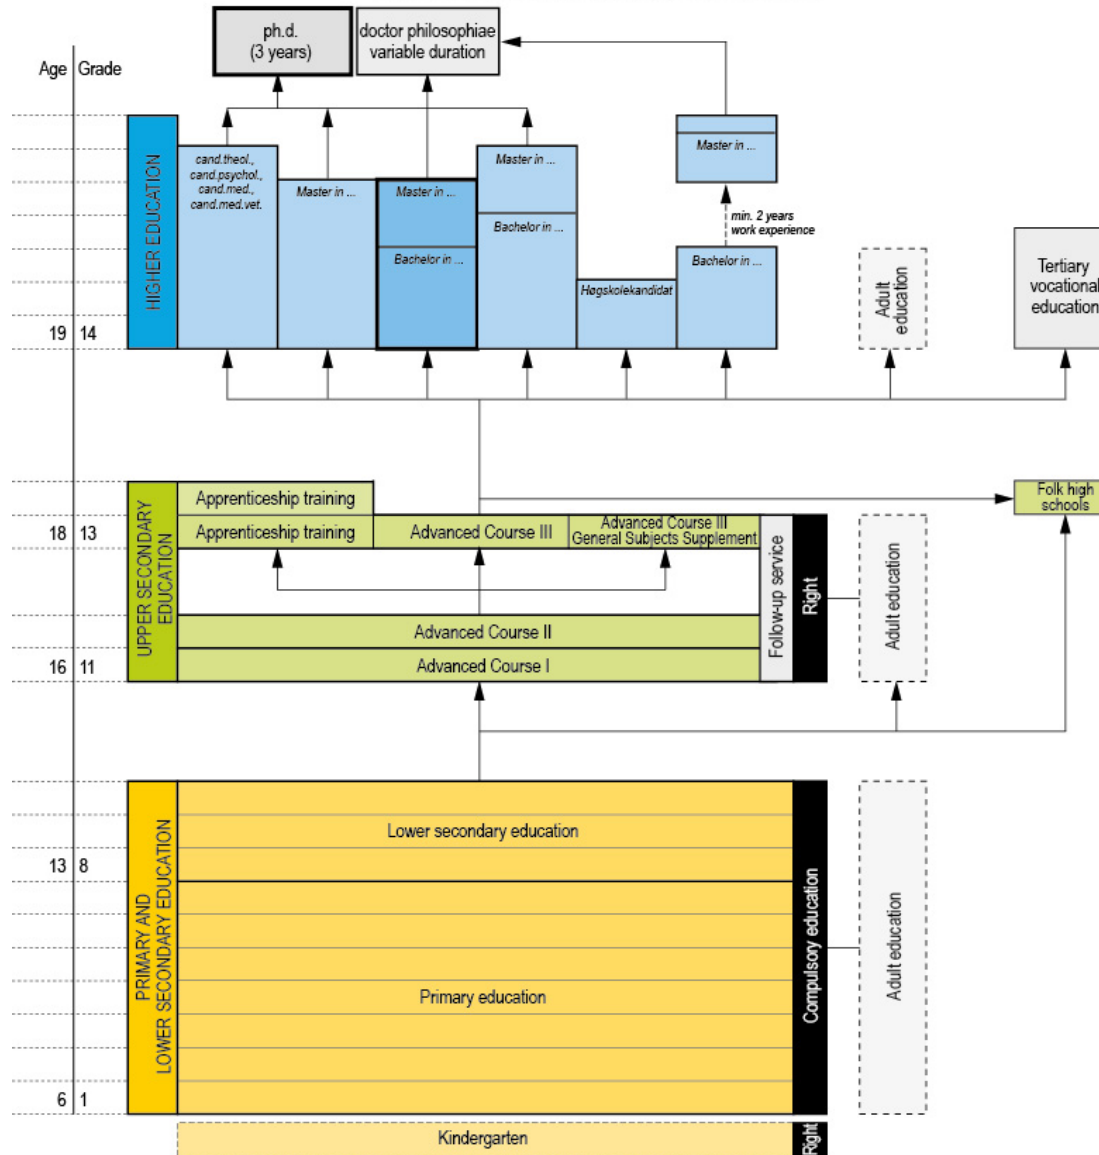 ph.d.
(3 years)
doctor philosophiae
variable duration
Age
Grade
HIGHER EDUCATION
cand.theol.,
cand.psychol.,
cand.med.,
cand.med.vet.
Master in ...
Master in ...
Bachelor in ...
Master in ...
Bachelor in ...
Høgskolekandidat
Master in ...
min. 2 years
work experience
Bachelor in ...
Adult
education
Tertiary
vocational
education
19
14
UPPER SECONDARY
EDUCATION
Apprenticeship training
Apprenticeship training
Advanced Course III
Advanced Course III
General Subjects Supplement
Follow-up service
Right
Adult education
Folk high
schools
18
13
Advanced Course II
Advanced Course I
16
11
PRIMARY AND
LOWER SECONDARY EDUCATION
Lower secondary education
13
8
Primary education
Compulsory education
Adult education
6
1
Kindergarten
Right